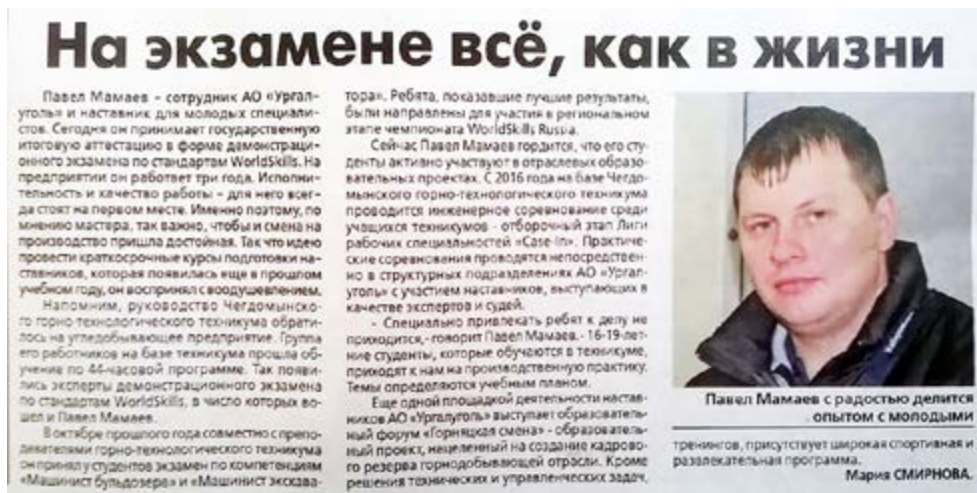 На экзамене всё, как в жизни
Павел Мамаев – сотрудник АО «Ургал-
уголь» и наставник для молодых специали-
стов. Сегодня он принимает государственную
итоговую аттестацию в форме демонстраци-
онного экзамена по стандартам WorldSkills. На
предприятии он работает три года. Исполни-
тельность и качество работы – для него всег-
да стоят на первом месте. Именно поэтому, по
мнению мастера, так важно, чтобы и смена на
производство пришла достойная. Так что идею
провести краткосрочные курсы подготовки на-
ставников, которая появилась еще в прошлом
учебном году, он воспринял с воодушевлением.
Напомним, руководство Чегдомынско-
го горно-технологического техникума обрати-
лось на угледобывающее предприятие. Группа
его работников на базе техникума прошла об-
учение по 44-часовой программе. Так появи-
лись эксперты демонстрационного экзамена
по стандартам WorldSkills, в число которых во-
шел и Павел Мамаев.
В октябре прошлого года совместно с препо-
давателями горно-технологического техникума
он принял у студентов экзамен по компетенциям
«Машинист бульдозера» и «Машинист экскава-
тора». Ребята, показавшие лучшие результаты,
были направлены для участия в региональном
этапе чемпионата WorldSkills Russia.
Сейчас Павел Мамаев гордится, что его сту-
денты активно участвуют в отраслевых образо-
вательных проектах. С 2016 года на базе Чегдо-
мынского горно-технологического техникума
проводится инженерное соревнование среди
учащихся техникумов - отборочный этап Лиги
рабочих специальностей «Case-in». Практиче-
ские соревнования проводятся непосредствен-
но в структурных подразделениях АО «Ургал-
уголь» с участием наставников, выступающих в
качестве экспертов и судей.
- Специально привлекать ребят к делу не
приходится,- говорит Павел Мамаев.- 16-19-лет-
ние студенты, которые обучаются в техникуме,
приходят к нам на производственную практику.
Темы определяются учебным планом.
Еще одной площадкой деятельности настав-
ников АО «Ургалуголь» выступает образователь-
ный форум «Горняцкая смена» - образователь-
ный проект, нацеленный на создание кадрово-
го резерва горнодобывающей отрасли. Кроме
решения технических и управленческих задач,
Павел Мамаев с радостью делится
опытом с молодыми
тренингов, присутствует широкая спортивная и
развлекательная программа.
Мария СМИРНОВА.